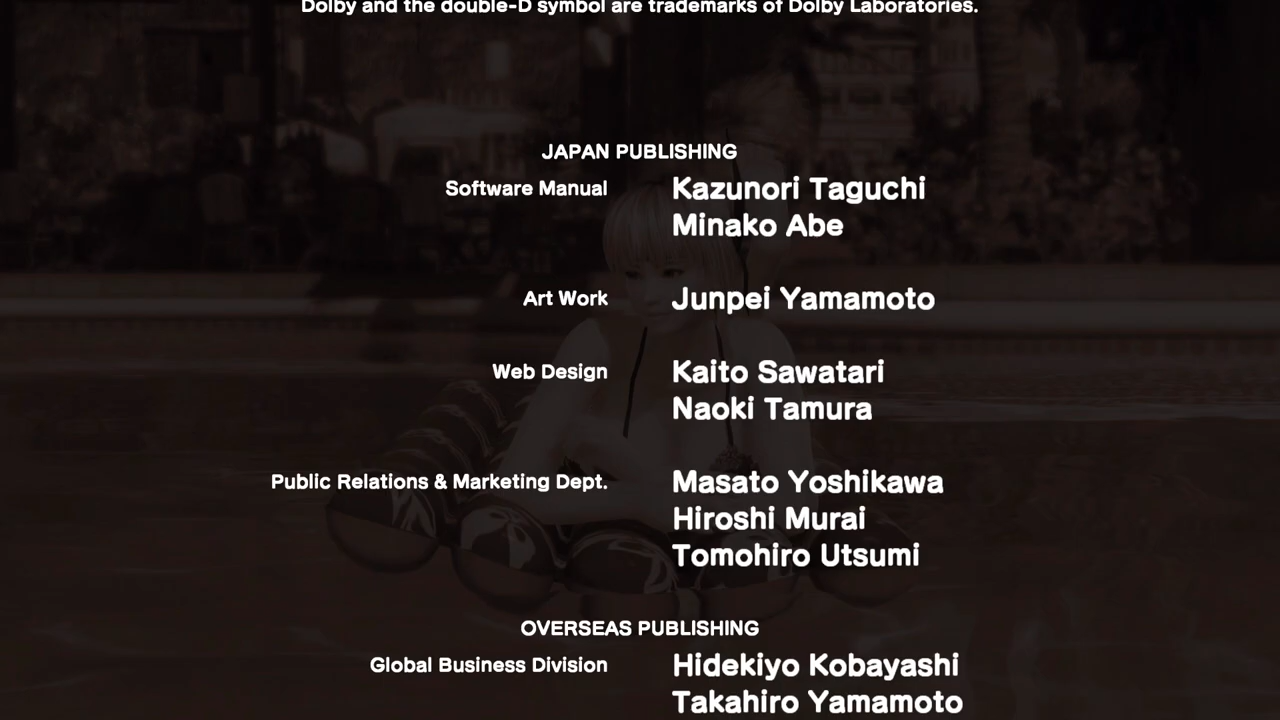 Dolby and the double-D symbol are trademarks of Dolby Laboratories.
JAPAN PUBLISHING
Software Manual Kazunori Taguchi
Minako Abe
Art Work Junpei Yamamoto
Web Design Kaito Sawatari
Naoki Tamura
Public Relations & Marketing Dept. Masato Yoshikawa
Hiroshi Murai
Tomohiro Utsumi
OVERSEAS PUBLISHING
Global Business Division Hidekiyo Kobayashi
Takahiro Yamamoto